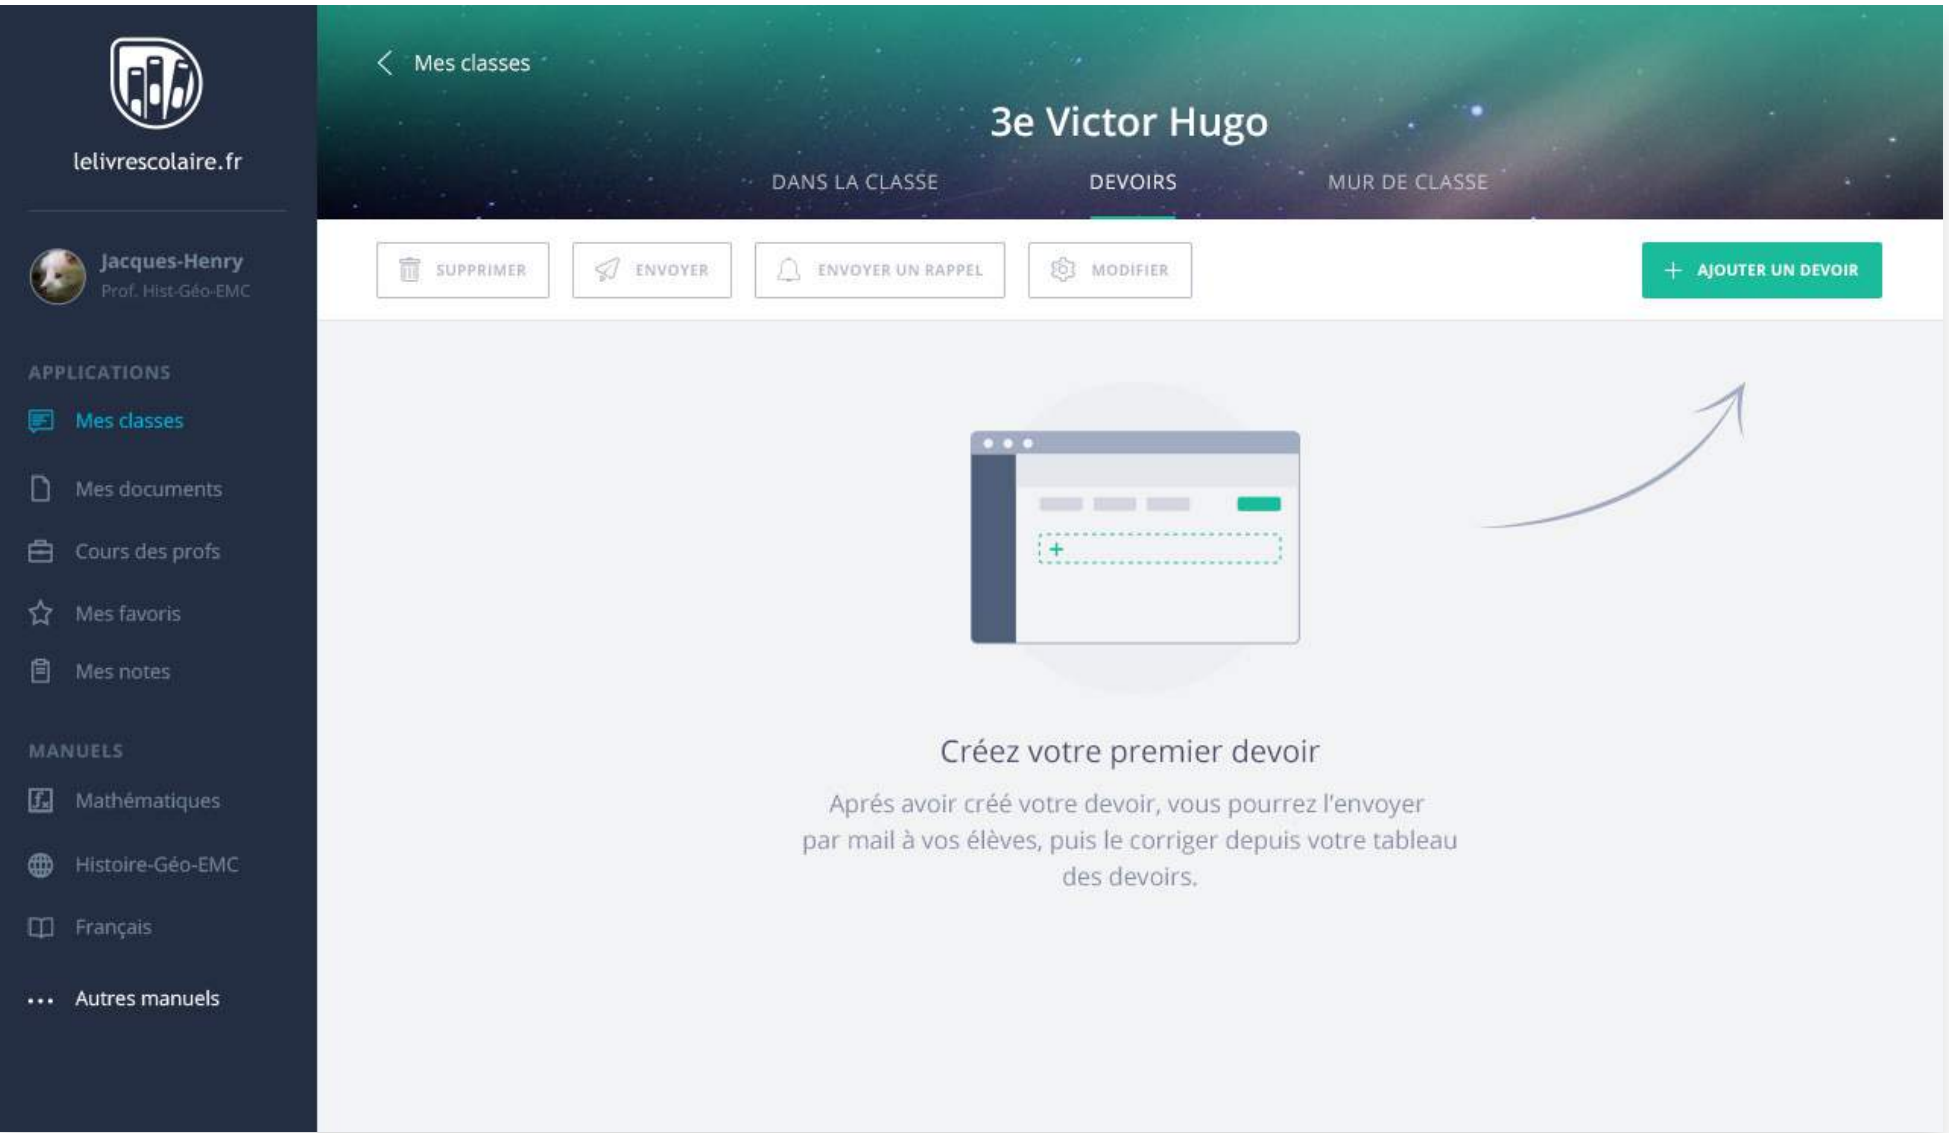 lelivrescolaire.fr
Jacques-Henry
Prof. Hist-Géo-EMC
APPLICATIONS
Mes classes
Mes documents
Cours des profs
Mes favoris
Mes notes
MANUELS
Mathématiques
Histoire-Géo-EMC
Français
Autres manuels
Mes classes
3e Victor Hugo
DANS LA CLASSE DEVOIRS MUR DE CLASSE
SUPPRIMER ENVOYER ENVOYER UN RAPPEL MODIFIER + AJOUTER UN DEVOIR
Créez votre premier devoir
Aprés avoir créé votre devoir, vous pourrez l'envoyer
par mail à vos élèves, puis le corriger depuis votre tableau
des devoirs.